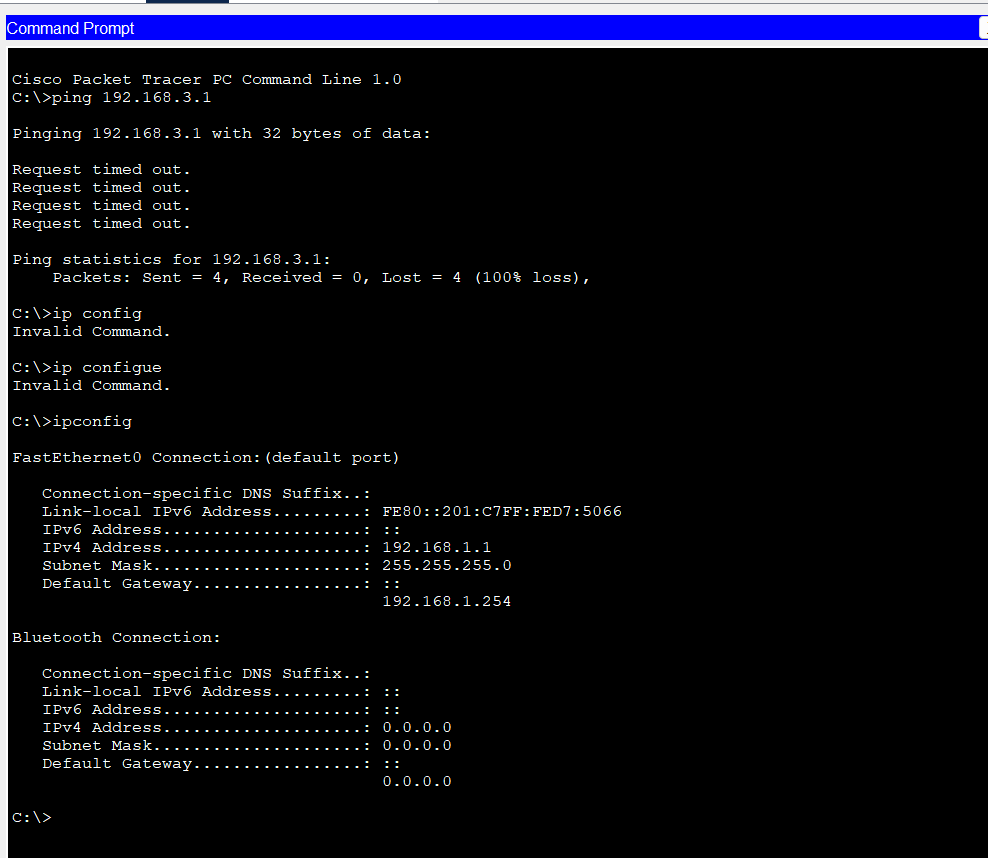 Command Prompt
Cisco Packet Tracer PC Command Line 1.0
C:\>ping 192.168.3.1
Pinging 192.168.3.1 with 32 bytes of data:
Request timed out.
Request timed out.
Request timed out.
Request timed out.
Ping statistics for 192.168.3.1:
    Packets: Sent = 4, Received = 0, Lost = 4 (100% loss),
C:\>ip config
Invalid Command.
C:\>ip configue
Invalid Command.
C:\>ipconfig
FastEthernet0 Connection:(default port)
   Connection-specific DNS Suffix..:
   Link-local IPv6 Address.........: FE80::201:C7FF:FED7:5066
   IPv6 Address....................: ::
   IPv4 Address....................: 192.168.1.1
   Subnet Mask.....................: 255.255.255.0
   Default Gateway.................: ::
                                     192.168.1.254
Bluetooth Connection:
   Connection-specific DNS Suffix..:
   Link-local IPv6 Address.........: ::
   IPv6 Address....................: ::
   IPv4 Address....................: 0.0.0.0
   Subnet Mask.....................: 0.0.0.0
   Default Gateway.................: ::
                                     0.0.0.0
C:\>